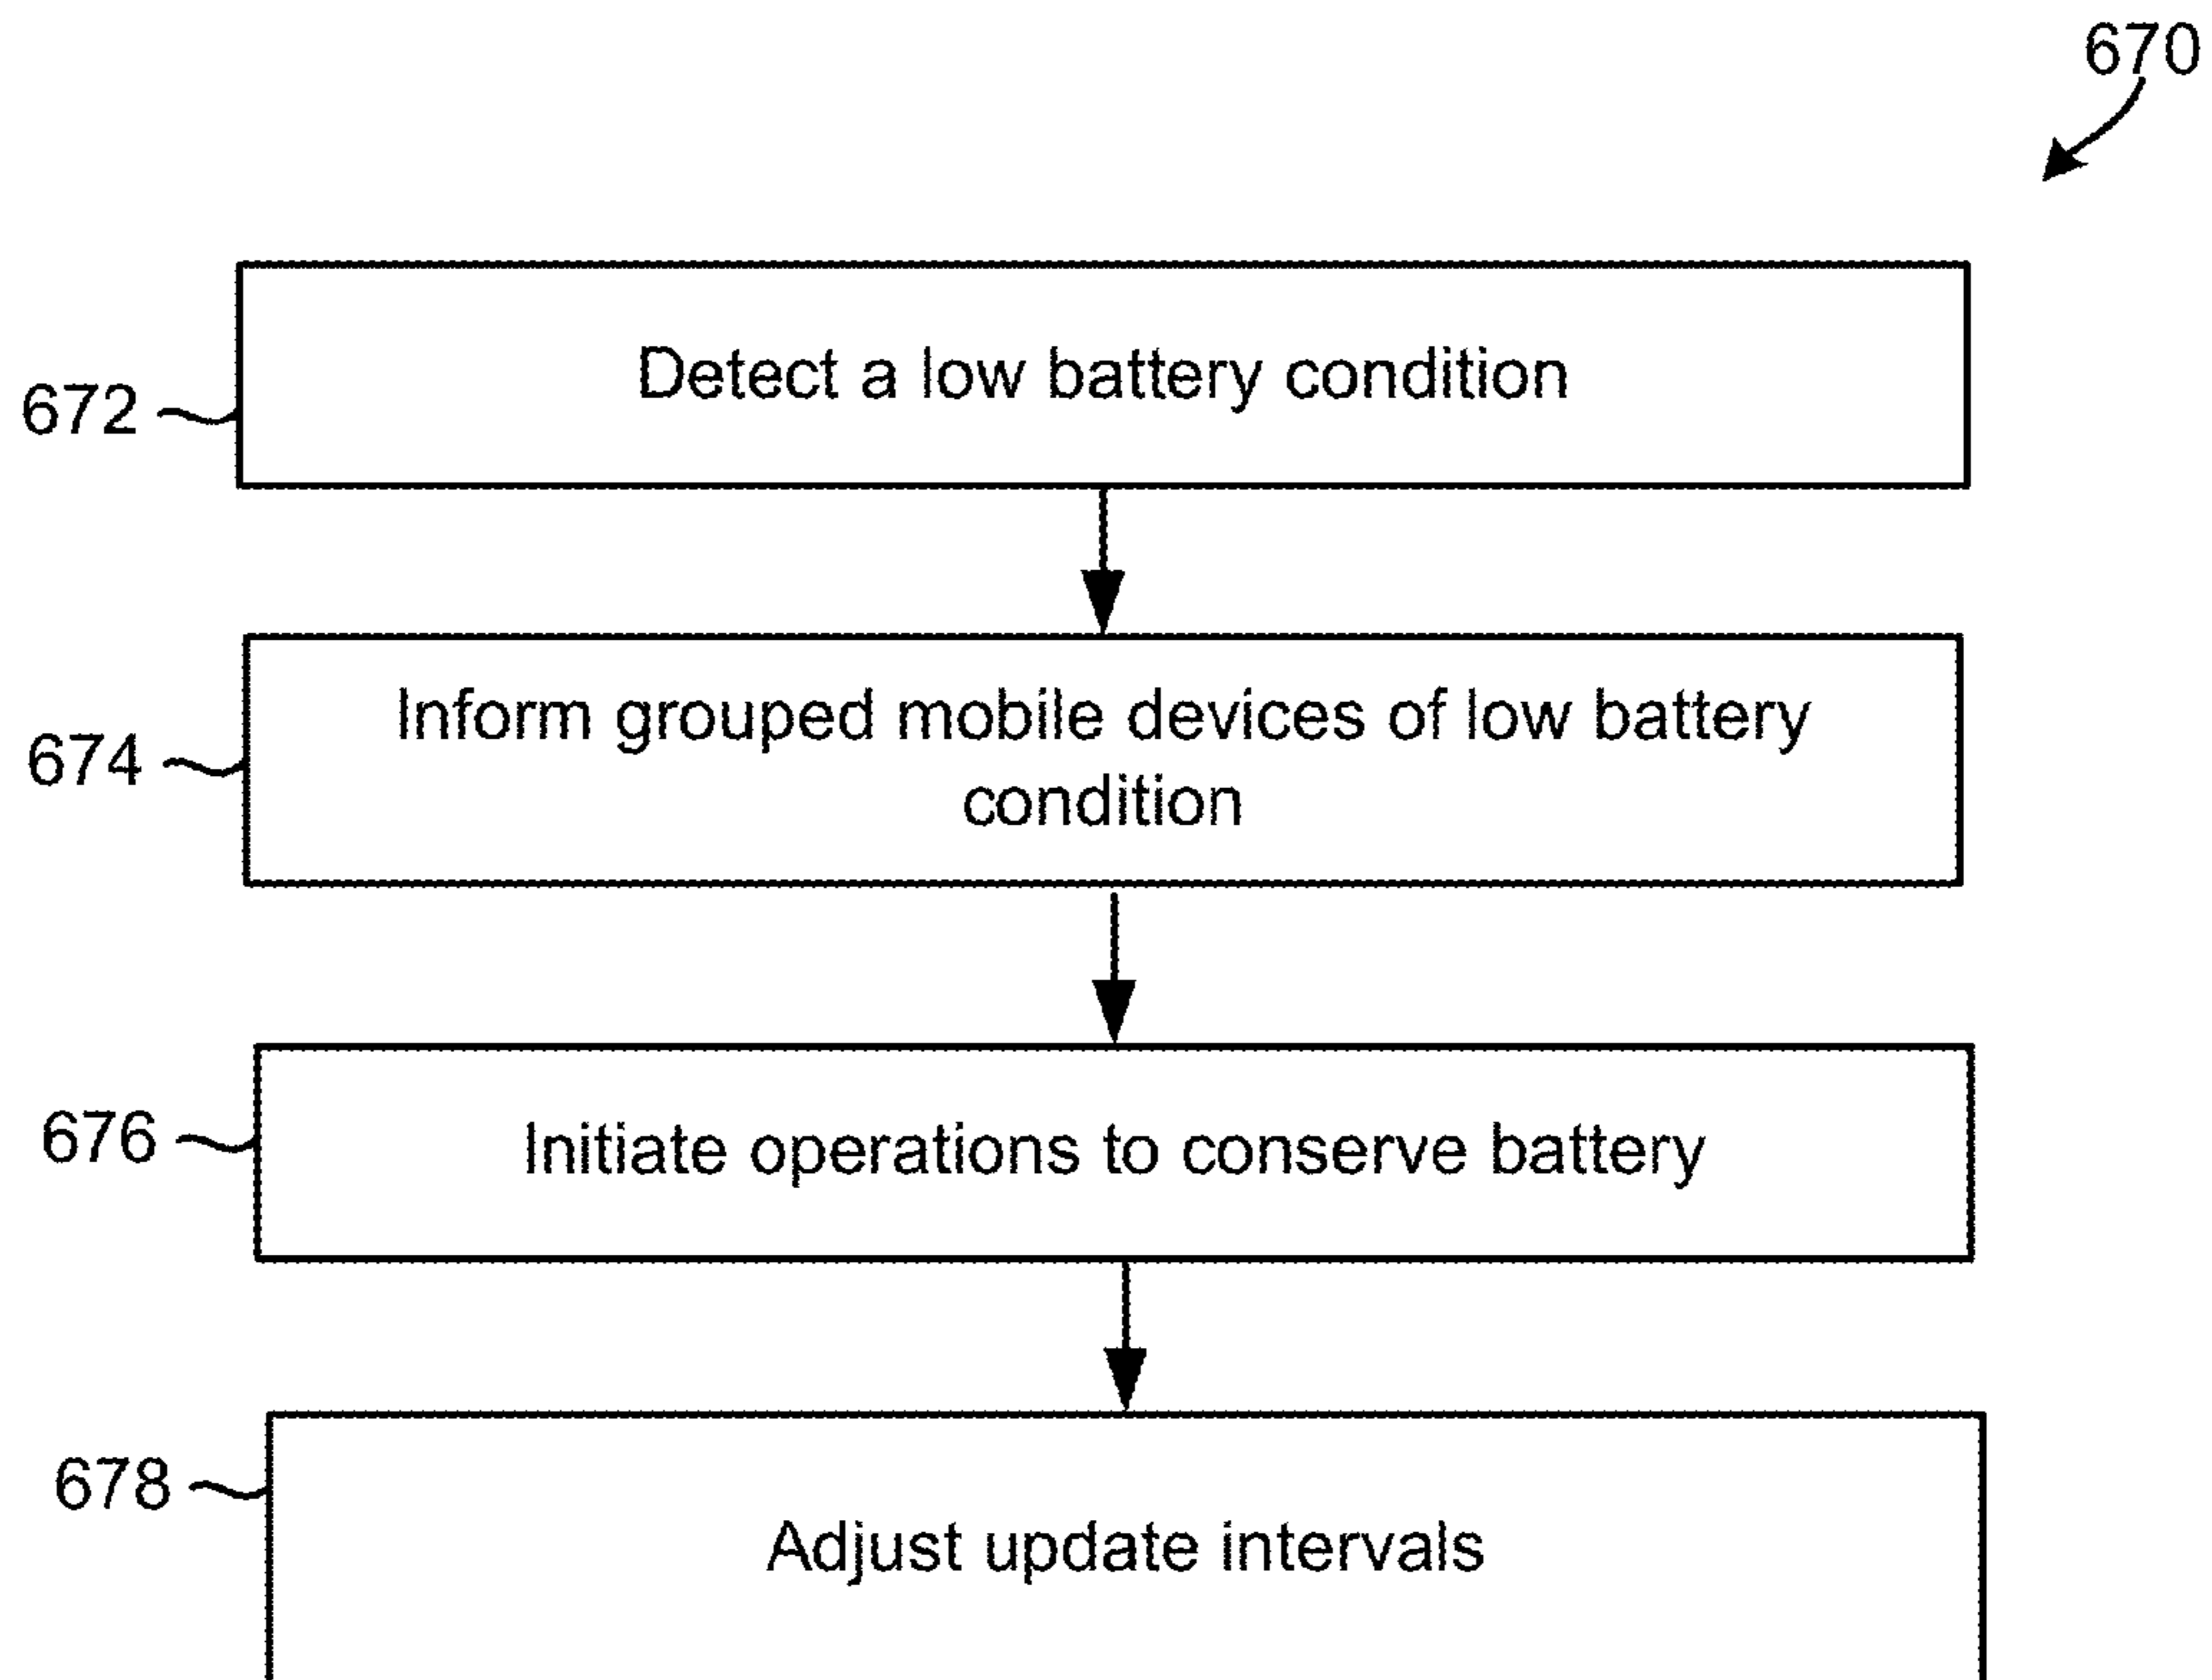 670
Detect a low battery condition
672
Inform grouped mobile devices of low battery
condition
674
Initiate operations to conserve battery
676
678
Adjust update intervals